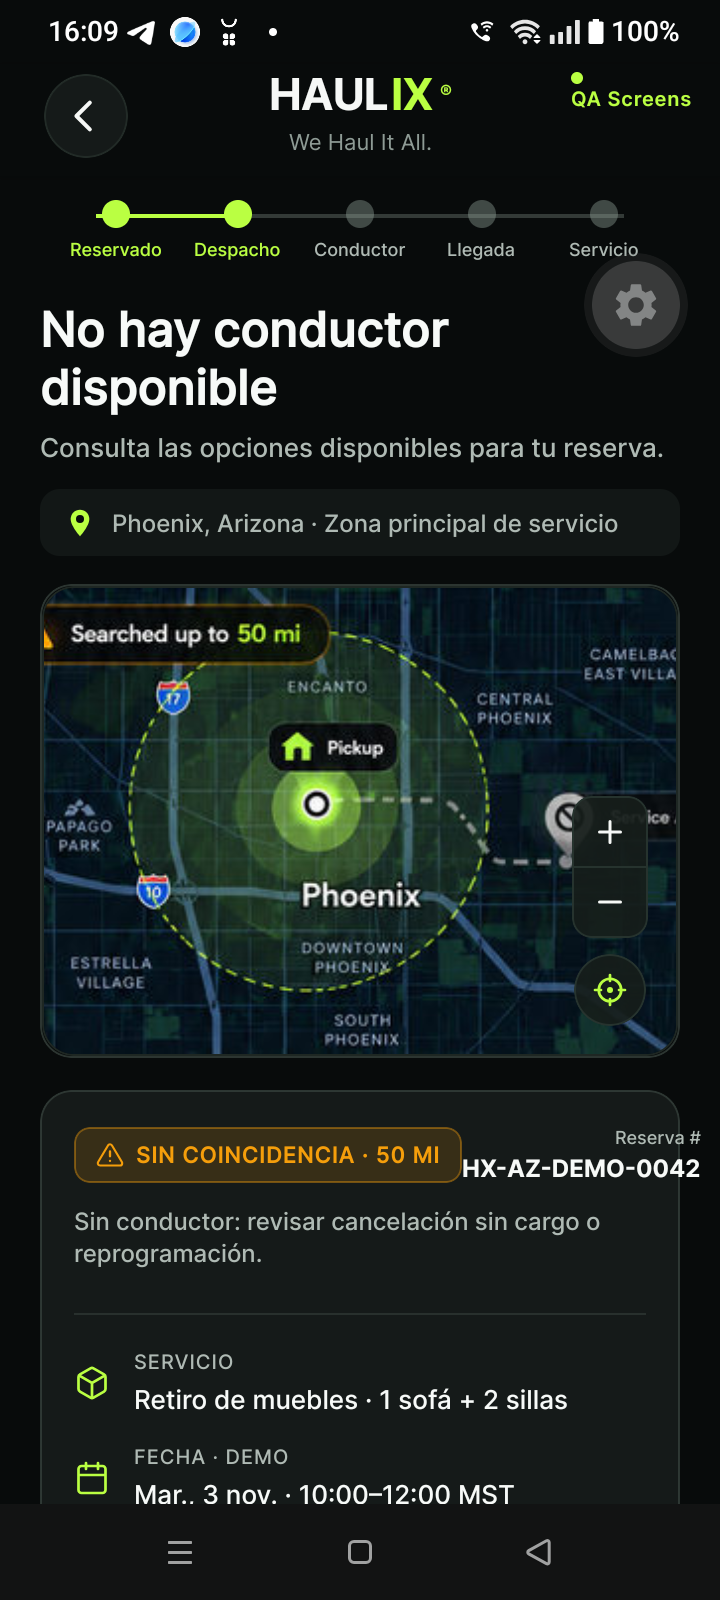 16:09
100%
HAULIX ®
We Haul It All.
QA Screens
Reservado Despacho Conductor Llegada Servicio
No hay conductor
disponible
Consulta las opciones disponibles para tu reserva.
Phoenix, Arizona · Zona principal de servicio
Searched up to 50 mi
CAMELBAC
EAST VILLA
17
ENCANTO
CENTRAL
PHOENIX
Pickup
PAPAGO
PARK
10
Phoenix
DOWNTOWN
PHOENIX
ESTRELLA
VILLAGE
SOUTH
PHOENIX
SIN COINCIDENCIA · 50 MI
Reserva #
HX-AZ-DEMO-0042
Sin conductor: revisar cancelación sin cargo o
reprogramación.
SERVICIO
Retiro de muebles · 1 sofá + 2 sillas
FECHA · DEMO
Mar., 3 nov. · 10:00–12:00 MST